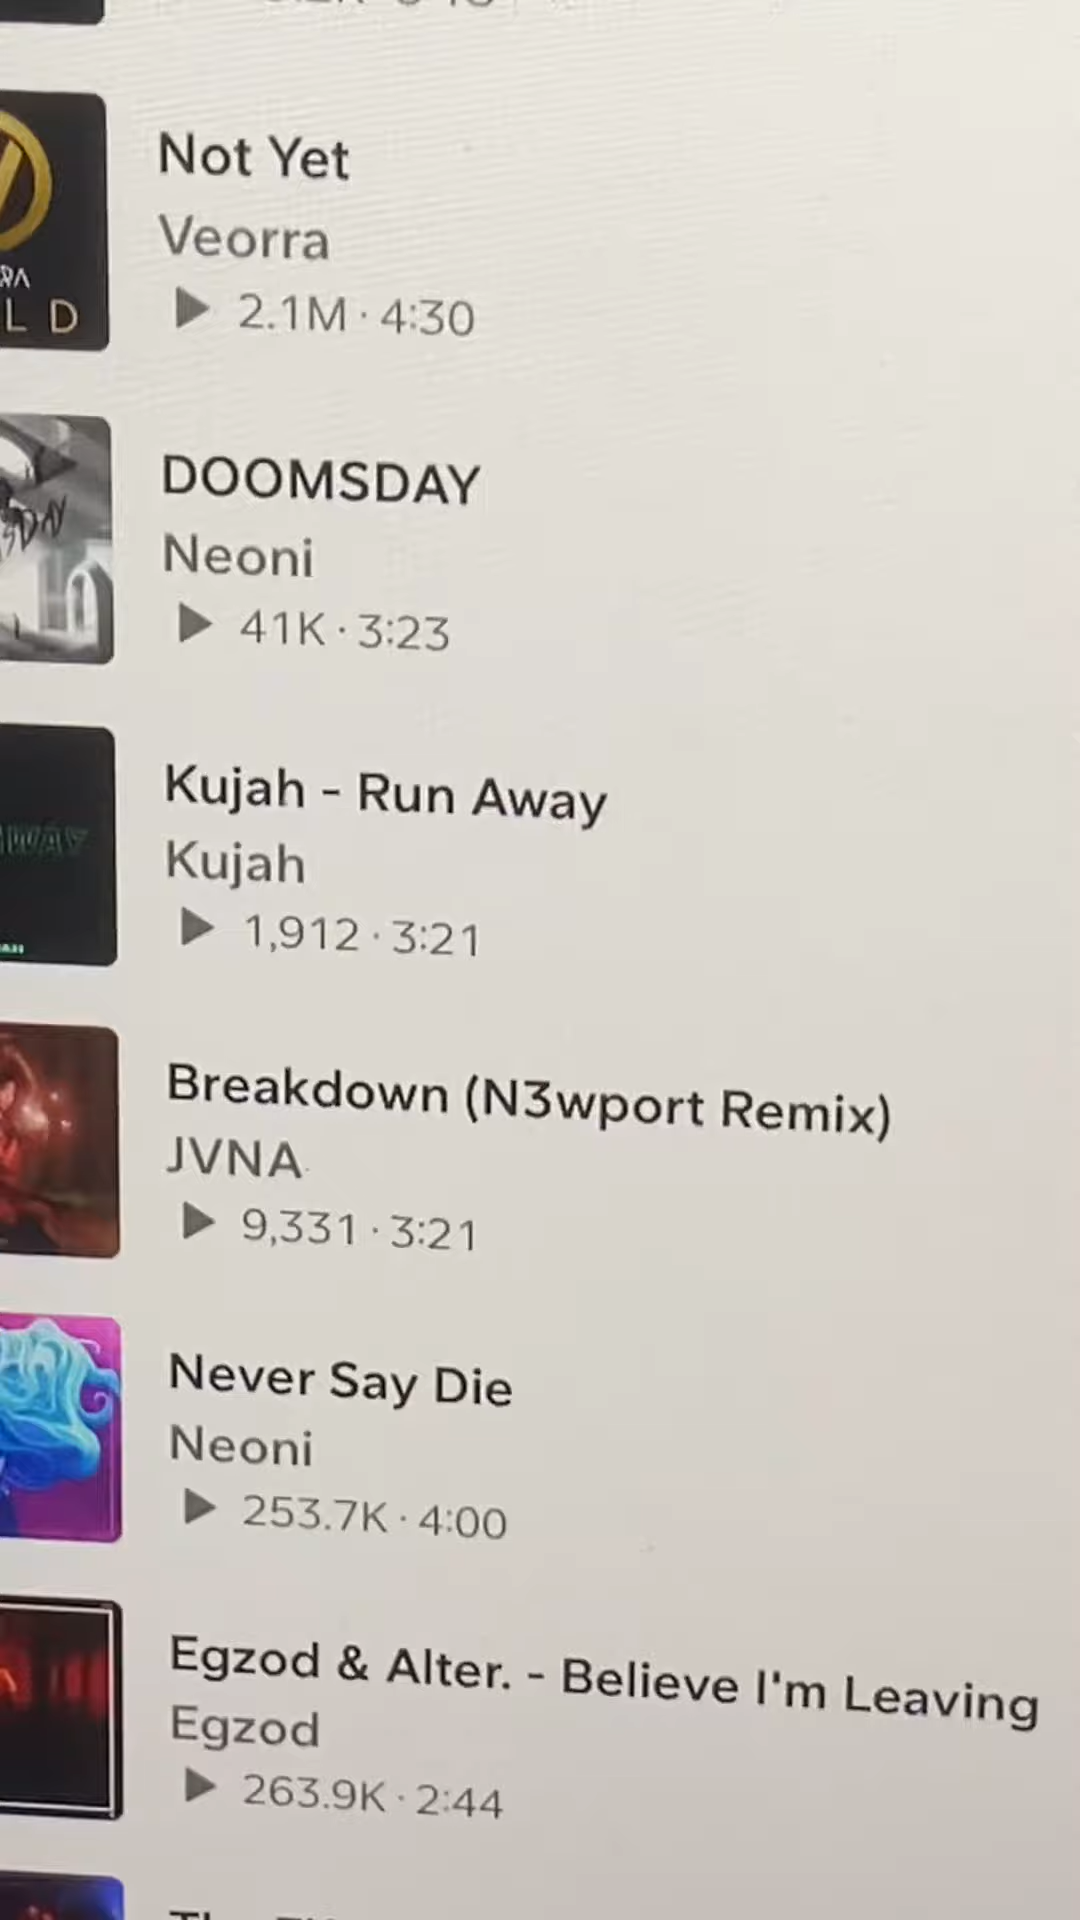 Not Yet
Veorra
2.1M · 4:30
L D
DOOMSDAY
Neoni
41K · 3:23
Kujah - Run Away
Kujah
1,912 · 3:21
Breakdown (N3wport Remix)
JVNA
9,331 · 3:21
Never Say Die
Neoni
253.7K · 4:00
Egzod & Alter. - Believe I'm Leaving
Egzod
263.9K · 2:44